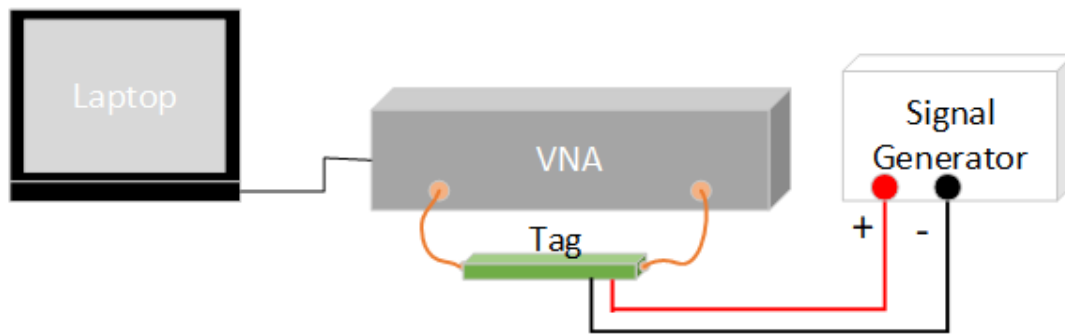 Laptop
VNA
Signal
Generator
Tag
+ -